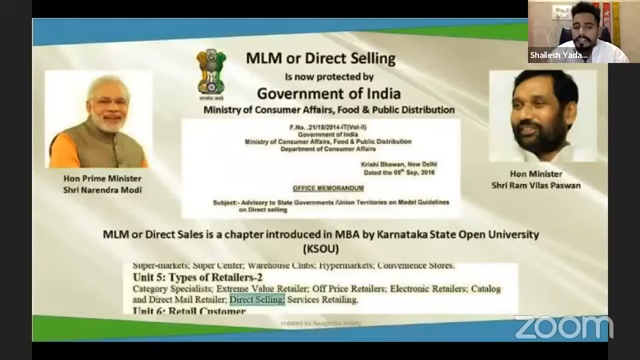 Shailesh Yada...
MLM or Direct Selling
Is now protected by
Government of India
Ministry of Consumer Affairs, Food & Public Distribution
F.No. .21/18/2014-IT(Vol-II)
Government of India
Ministry of Consumer Affairs, Food & Public Distribution
Department of Consumer Affairs
Krishi Bhawan, New Delhi
Dated the 09th Sep, 2016
OFFICE MEMORANDUM
Subject:- Advisory to State Governments /Union Territories on Model Guidelines
on Direct selling
Hon Prime Minister
Shri Narendra Modi
Hon Minister
Shri Ram Vilas Paswan
MLM or Direct Sales is a chapter introduced in MBA by Karnataka State Open University
(KSOU)
Super-markets; Super Center; Warehouse Clubs; Hypermarkets; Convenience Stores.
Unit 5: Types of Retailers-2
Category Specialists; Extreme Value Retailer; Off Price Retailers; Electronic Retailers; Catalog
and Direct Mail Retailer; Direct Selling; Services Retailing.
Unit 6: Retail Customer
created by
zoom